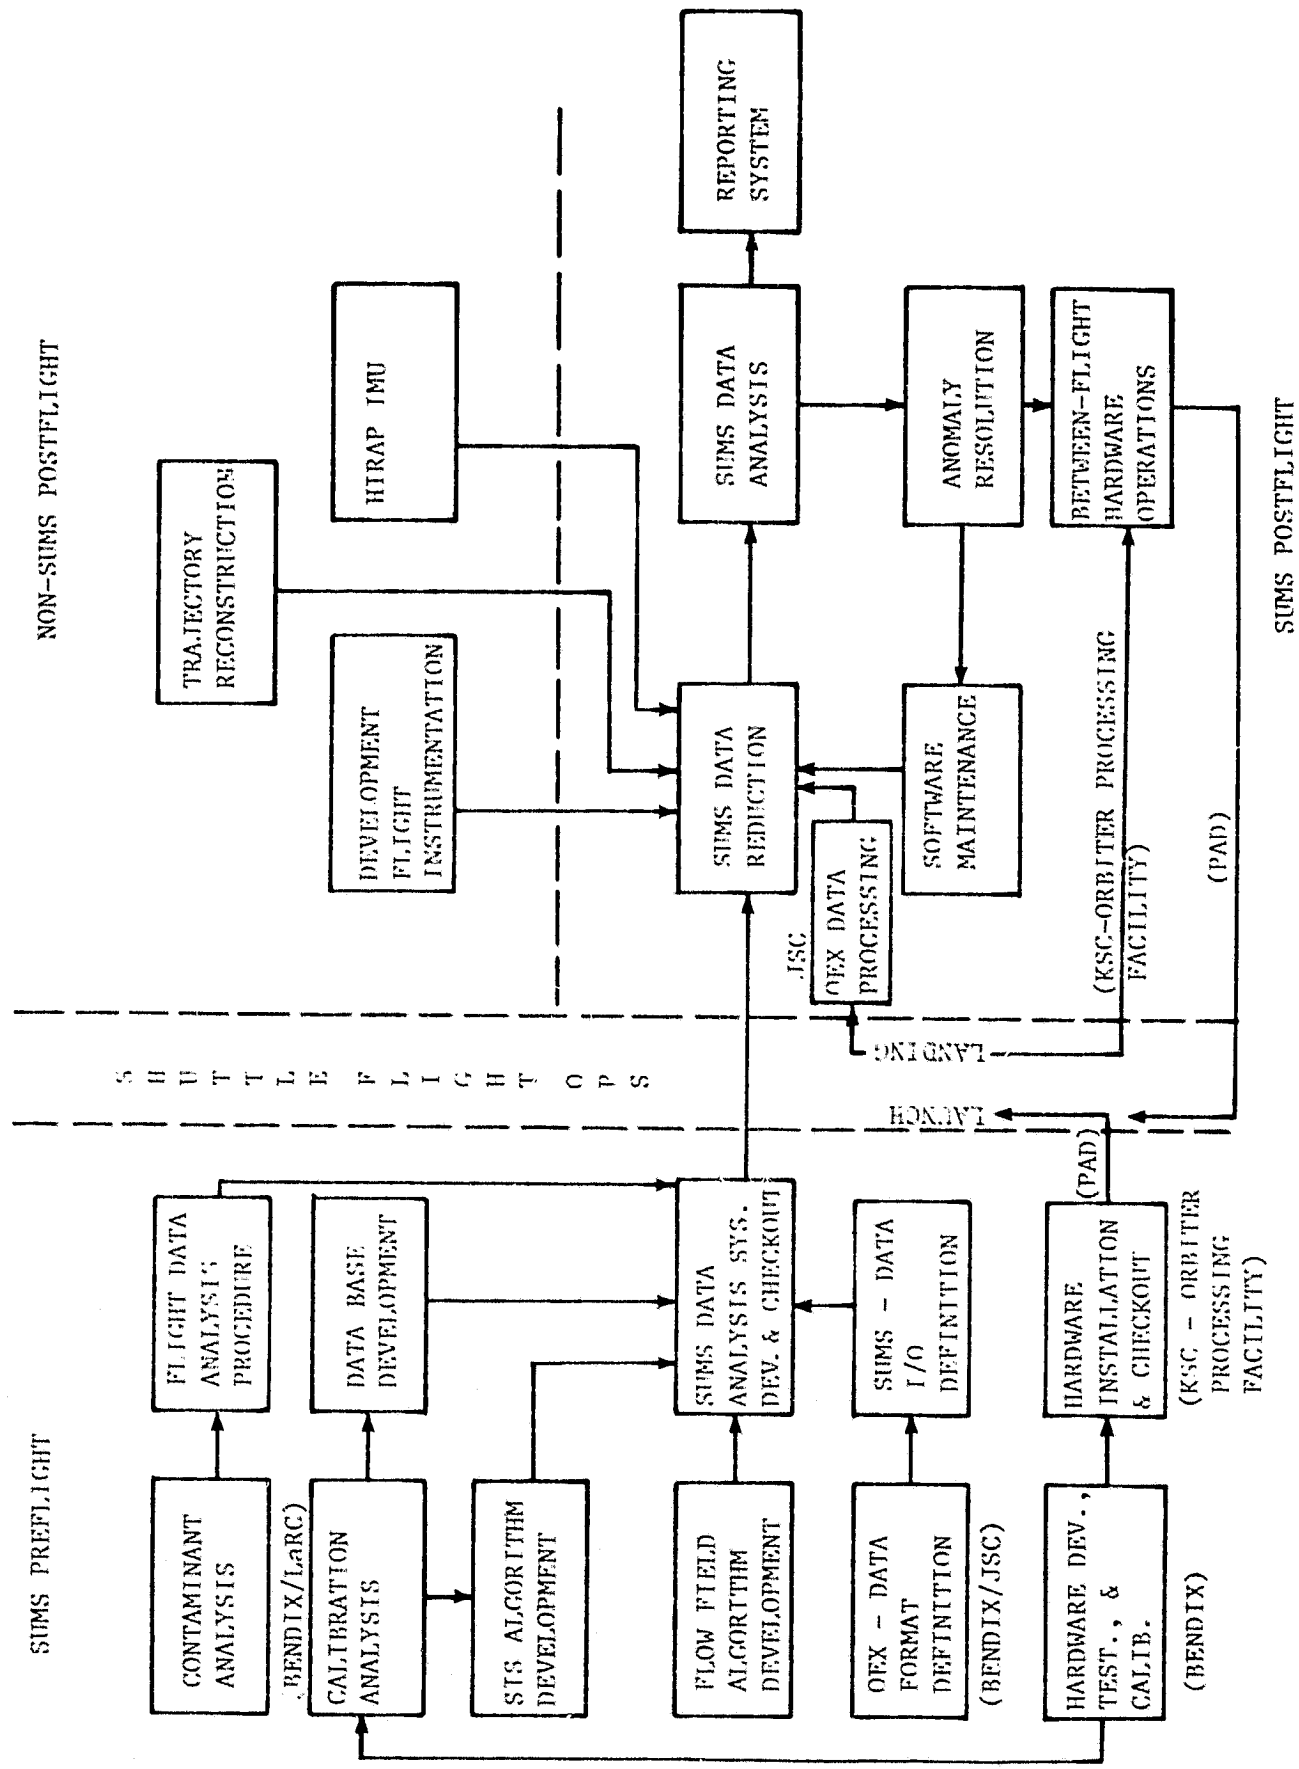 SUMS PREFLIGHT
CONTAMINANT
ANALYSIS
FLIGHT DATA
ANALYSIS
PROCEDURE
(BENDIX/LaRC)
CALIBRATION
ANALYSIS
DATA BASE
DEVELOPMENT
STS ALGORITHM
DEVELOPMENT
FLOW FIELD
ALGORITHM
DEVELOPMENT
SUMS DATA
ANALYSIS SYS.
DEV. & CHECKOUT
OEX - DATA
FORMAT
DEFINITION
(BENDIX/JSC)
SUMS - DATA
I/O
DEFINITION
HARDWARE DEV.,
TEST., &
CALIB.
(BENDIX)
HARDWARE
INSTALLATION
& CHECKOUT
(KSC - ORBITER
PROCESSING
FACILITY)
(PAD)
SHUTTLE FLIGHT OPS
LAUNCH
LANDING
NON-SUMS POSTFLIGHT
TRAJECTORY
RECONSTRUCTION
DEVELOPMENT
FLIGHT
INSTRUMENTATION
HIRAP IMU
SUMS DATA
REDUCTION
SUMS DATA
ANALYSIS
REPORTING
SYSTEM
JSC
OEX DATA
PROCESSING
SOFTWARE
MAINTENANCE
ANOMALY
RESOLUTION
BETWEEN-FLIGHT
HARDWARE
OPERATIONS
(KSC-ORBITER PROCESSING
FACILITY)
(PAD)
SUMS POSTFLIGHT